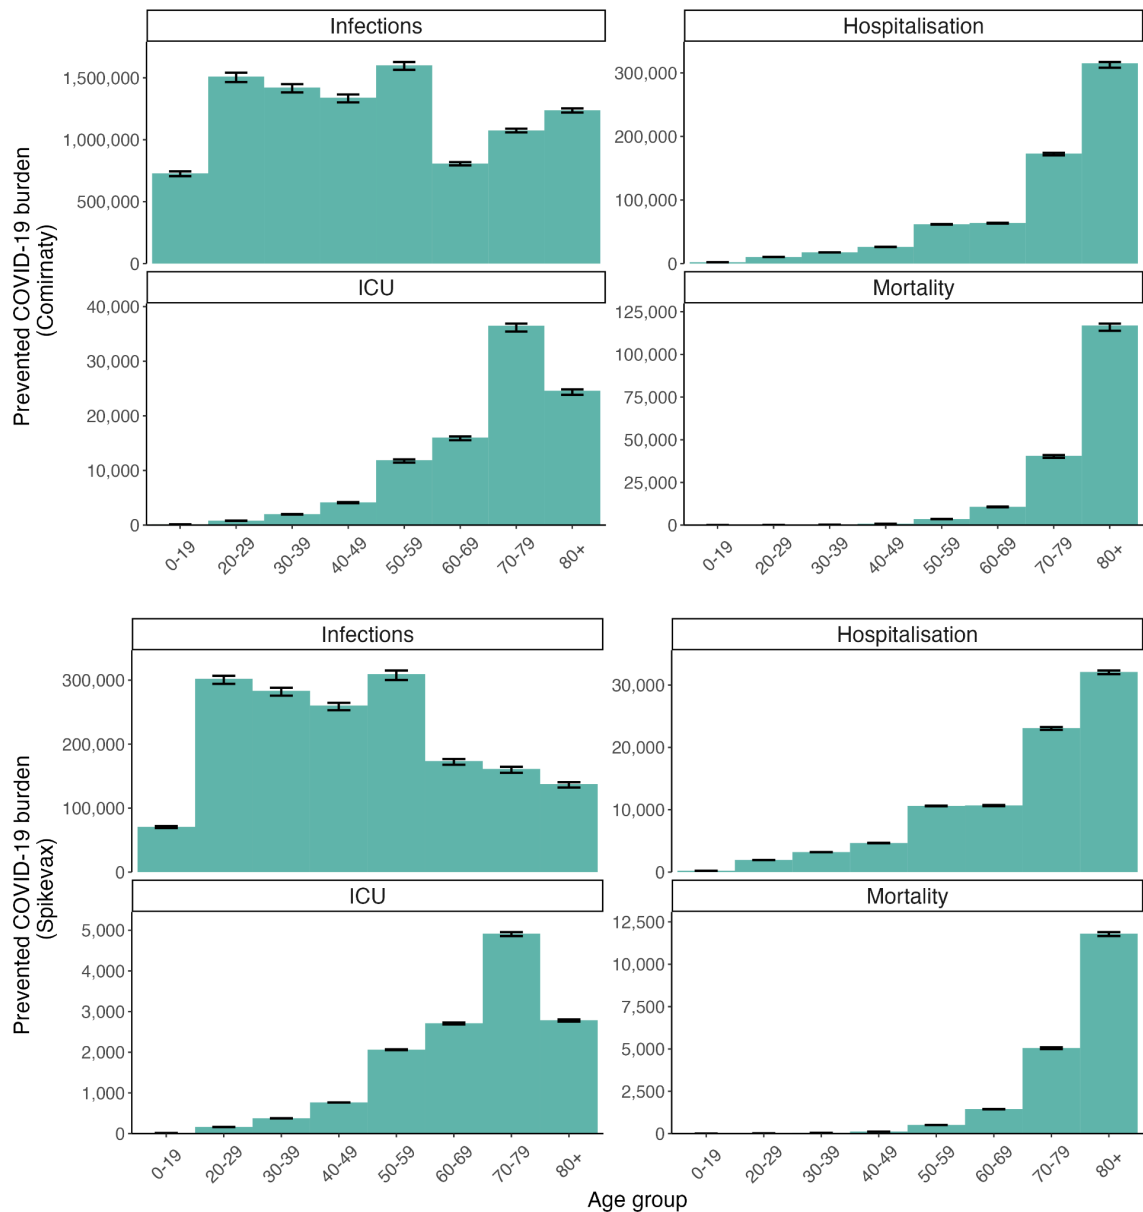 Infections
Hospitalisation
1,500,000
1,000,000
500,000
0
300,000
200,000
100,000
0
Prevented COVID-19 burden
(Comirnaty)
ICU
Mortality
40,000
30,000
20,000
10,000
0
125,000
100,000
75,000
50,000
25,000
0
0-19 20-29 30-39 40-49 50-59 60-69 70-79 80+
0-19 20-29 30-39 40-49 50-59 60-69 70-79 80+
Infections
Hospitalisation
300,000
200,000
100,000
0
30,000
20,000
10,000
0
Prevented COVID-19 burden
(Spikevax)
ICU
Mortality
5,000
4,000
3,000
2,000
1,000
0
12,500
10,000
7,500
5,000
2,500
0
0-19 20-29 30-39 40-49 50-59 60-69 70-79 80+
0-19 20-29 30-39 40-49 50-59 60-69 70-79 80+
Age group